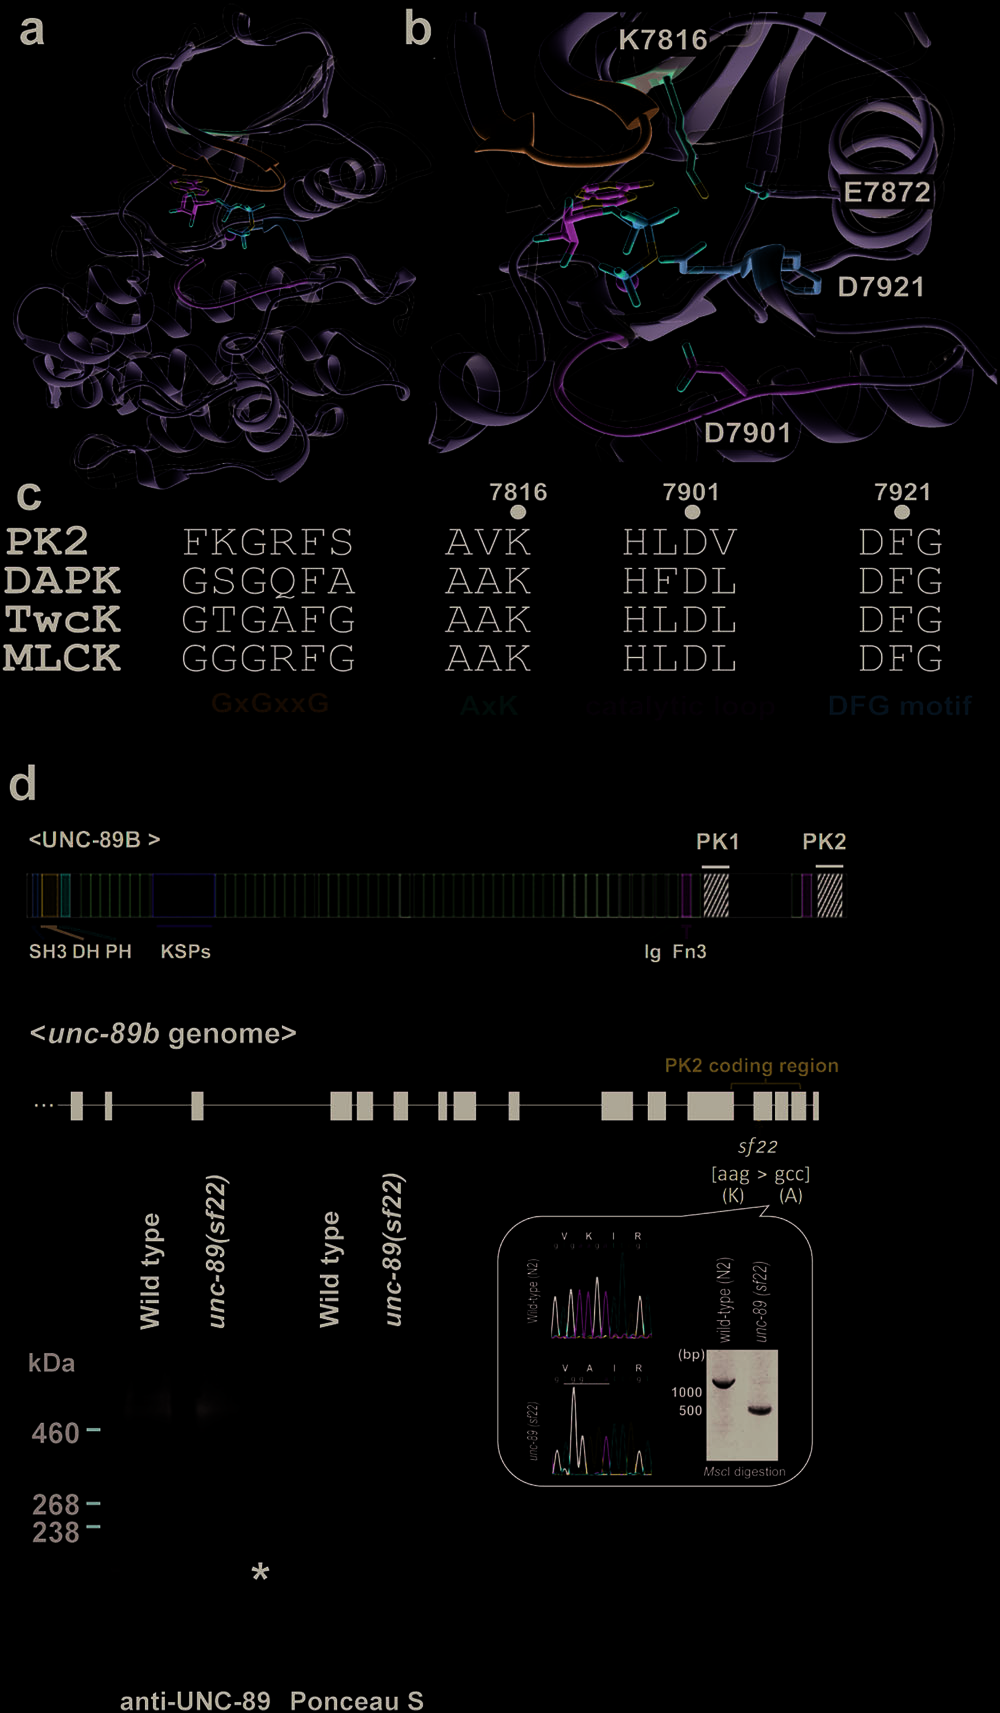 a
b
K7816
E7872
D7921
D7901
c
7816 7901 7921
PK2 FKGRFS AVK HLDV DFG
DAPK GSGQFA AAK HFDL DFG
TwcK GTGAFG AAK HLDL DFG
MLCK GGGRFG AAK HLDL DFG
GxGxxG AxK catalytic loop DFG motif
d
<UNC-89B >
PK1 PK2
SH3 DH PH KSPs Ig Fn3
<unc-89b genome>
PK2 coding region
...
sf22
[aag > gcc]
(K) (A)
Wild type
unc-89(sf22)
Wild type
unc-89(sf22)
kDa
460
268
238
*
anti-UNC-89 Ponceau S
Wild-type (N2)
V K I R
unc-89 (sf22)
V A I R
wild-type (N2)
unc-89 (sf22)
(bp)
1000
500
MscI digestion